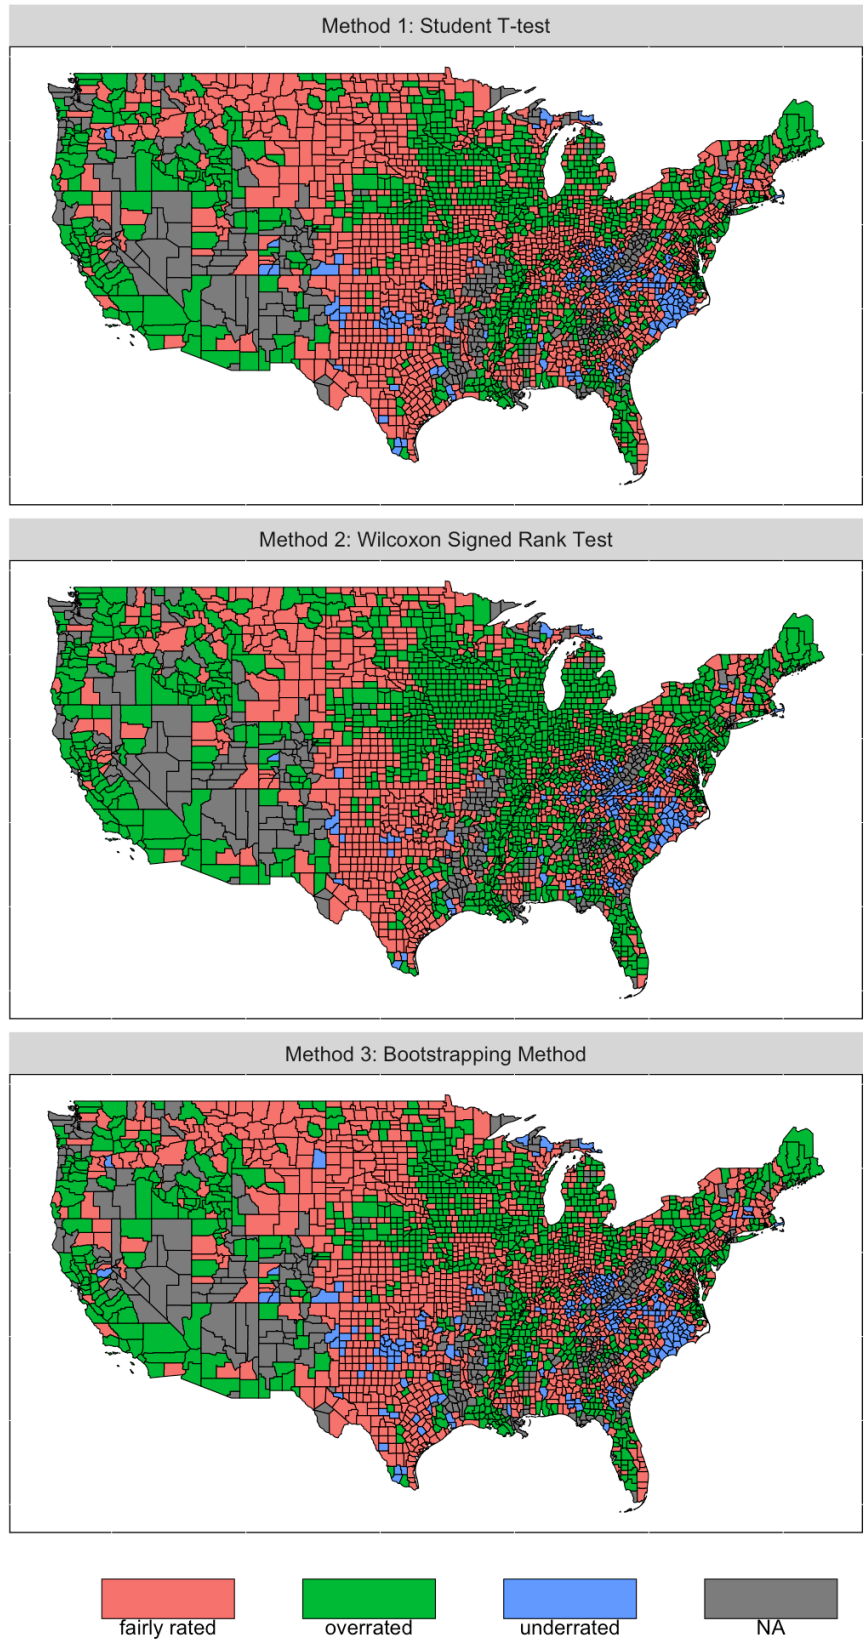 Method 1: Student T-test
Method 2: Wilcoxon Signed Rank Test
Method 3: Bootstrapping Method
fairly rated
overrated
underrated
NA